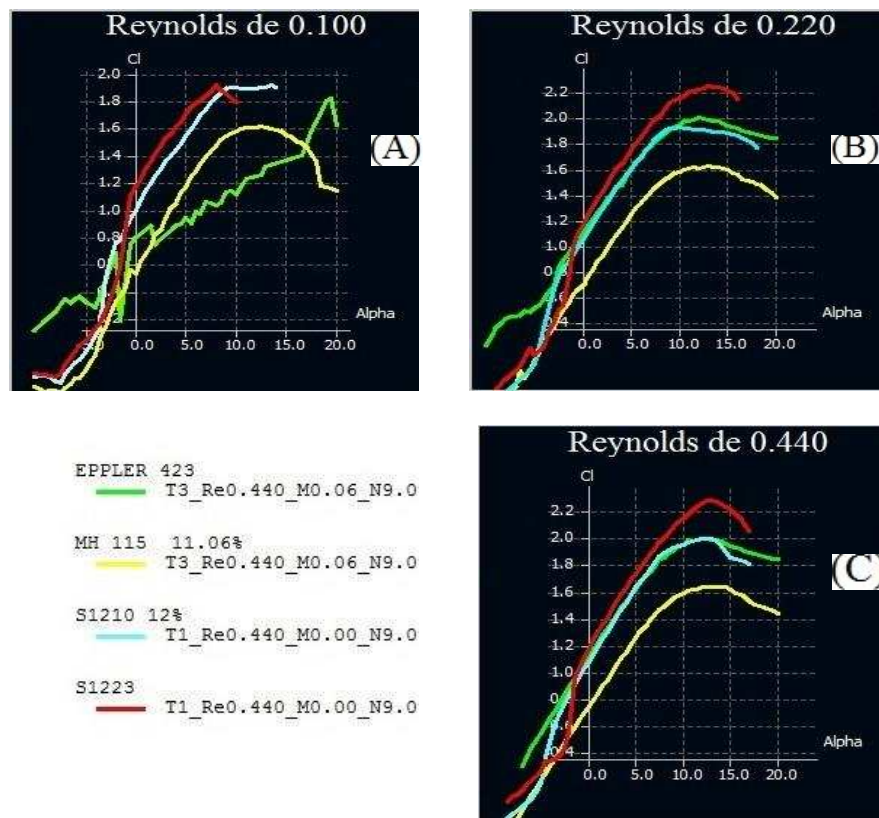 Reynolds de 0.100
Cl
2.0
1.8
1.6
1.4
1.2
1.0
0.8
Alpha
0.0 5.0 10.0 15.0 20.0
(A)
Reynolds de 0.220
Cl
2.2
2.0
1.8
1.6
1.4
1.2
1.0
Alpha
0.0 5.0 10.0 15.0 20.0
(B)
EPPLER 423
T3_Re0.440_M0.06_N9.0
MH 115 11.06%
T3_Re0.440_M0.06_N9.0
S1210 12%
T1_Re0.440_M0.00_N9.0
S1223
T1_Re0.440_M0.00_N9.0
Reynolds de 0.440
Cl
2.2
2.0
1.8
1.6
1.4
1.2
1.0
Alpha
0.0 5.0 10.0 15.0 20.0
(C)